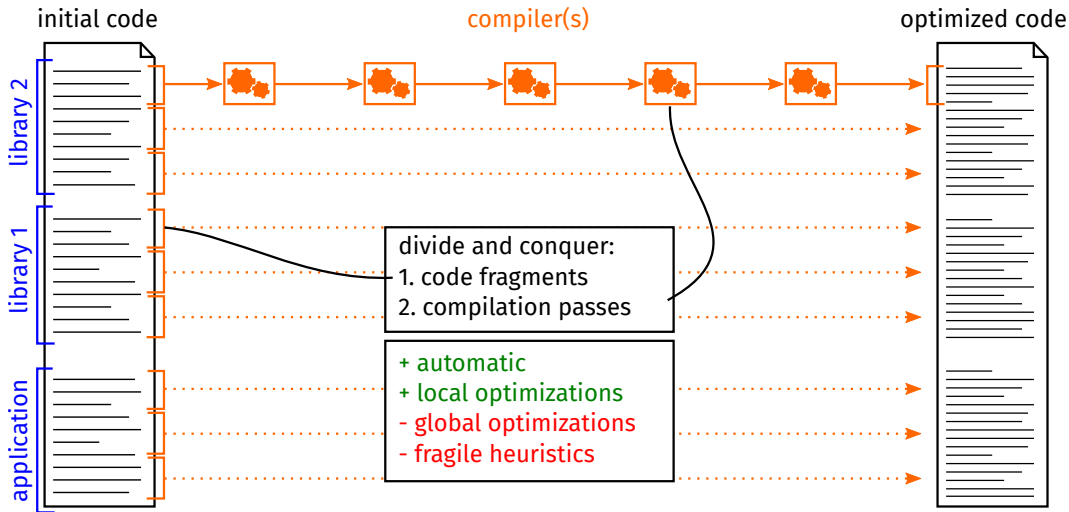 initial code
compiler(s)
optimized code
library 2
library 1
application
divide and conquer:
1. code fragments
2. compilation passes
+ automatic
+ local optimizations
- global optimizations
- fragile heuristics